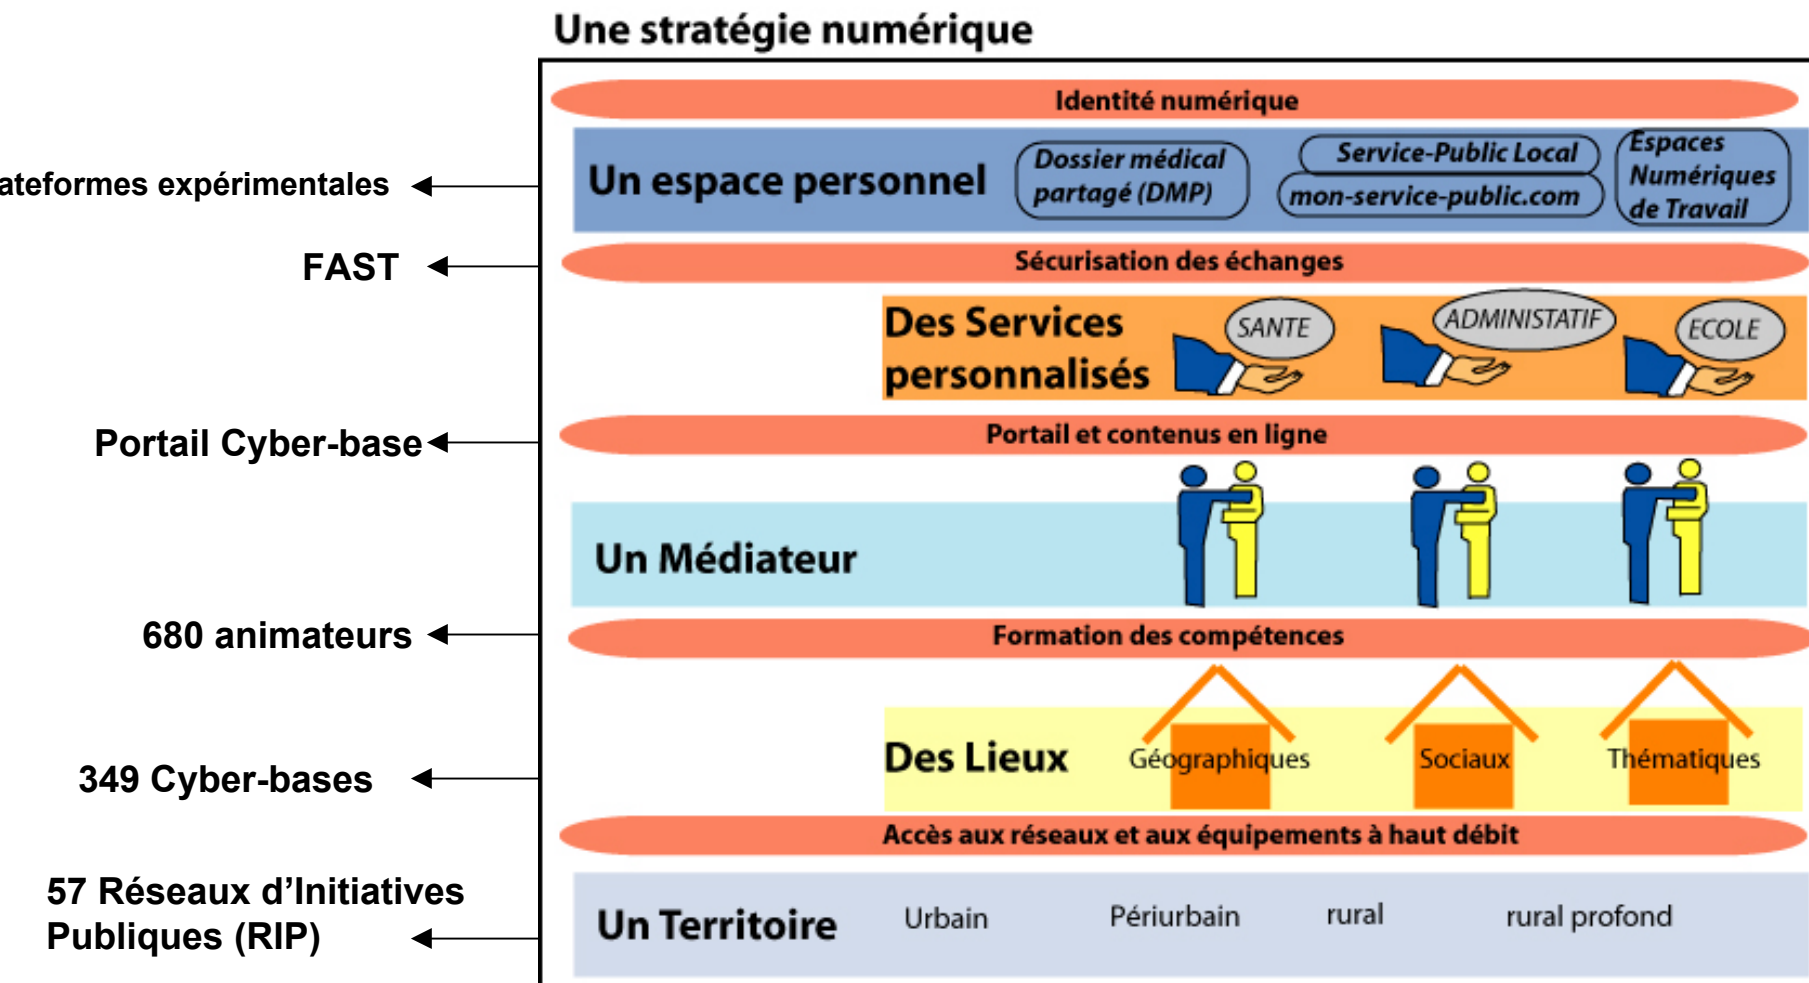 Une stratégie numérique
Identité numérique
expérimentales
Un espace personnel
Dossier médical
partagé (DMP)
Service-Public Local
mon-service-public.com
Espaces
Numériques
de Travail
FAST
Sécurisation des échanges
Des Services
personnalisés
SANTE
ADMINISTATIF
ECOLE
Portail Cyber-base
Portail et contenus en ligne
Un Médiateur
680 animateurs
Formation des compétences
349 Cyber-bases
Des Lieux
Géographiques
Sociaux
Thématiques
Accès aux réseaux et aux équipements à haut débit
57 Réseaux d'Initiatives
Publiques (RIP)
Un Territoire
Urbain
Périurbain
rural
rural profond